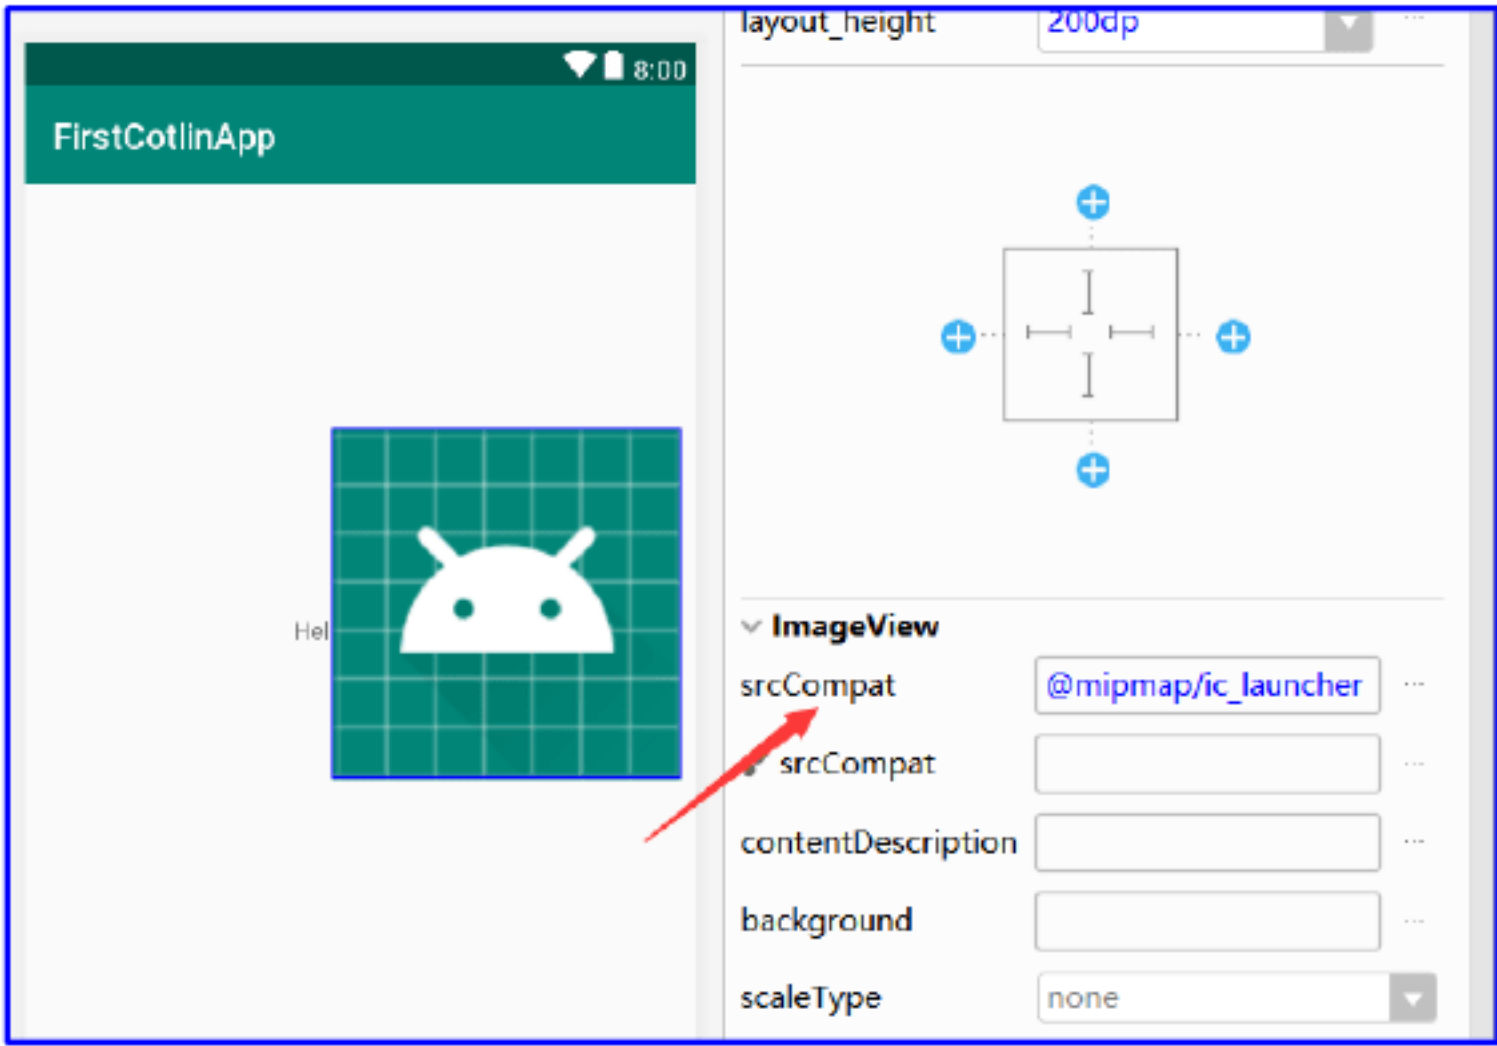 8:00
FirstCotlinApp
Hel
layout_height 200dp
ImageView
srcCompat @mipmap/ic_launcher
srcCompat
contentDescription
background
scaleType none